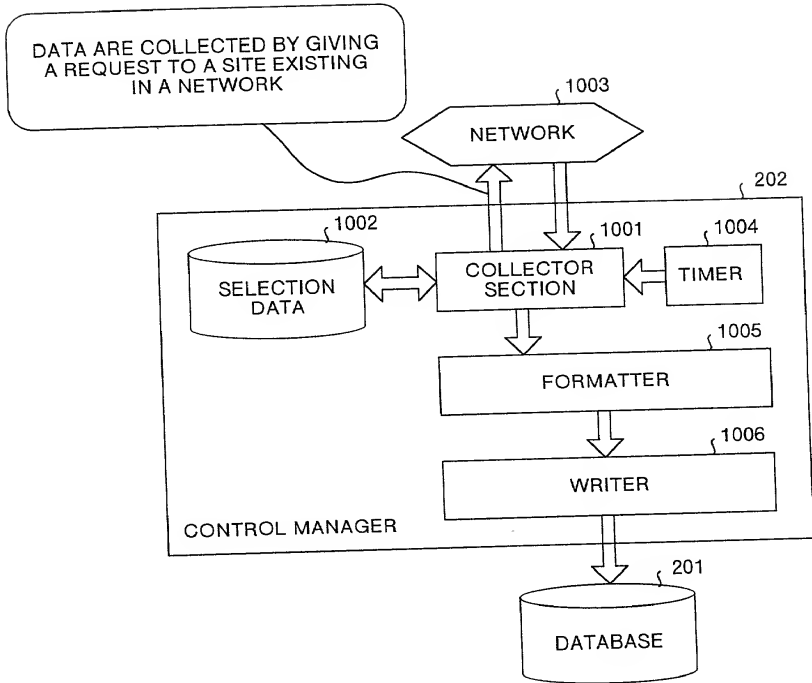 DATA ARE COLLECTED BY GIVING
A REQUEST TO A SITE EXISTING
IN A NETWORK
1003
NETWORK
202
1002
SELECTION
DATA
1001
COLLECTOR
SECTION
1004
TIMER
1005
FORMATTER
1006
WRITER
CONTROL MANAGER
201
DATABASE